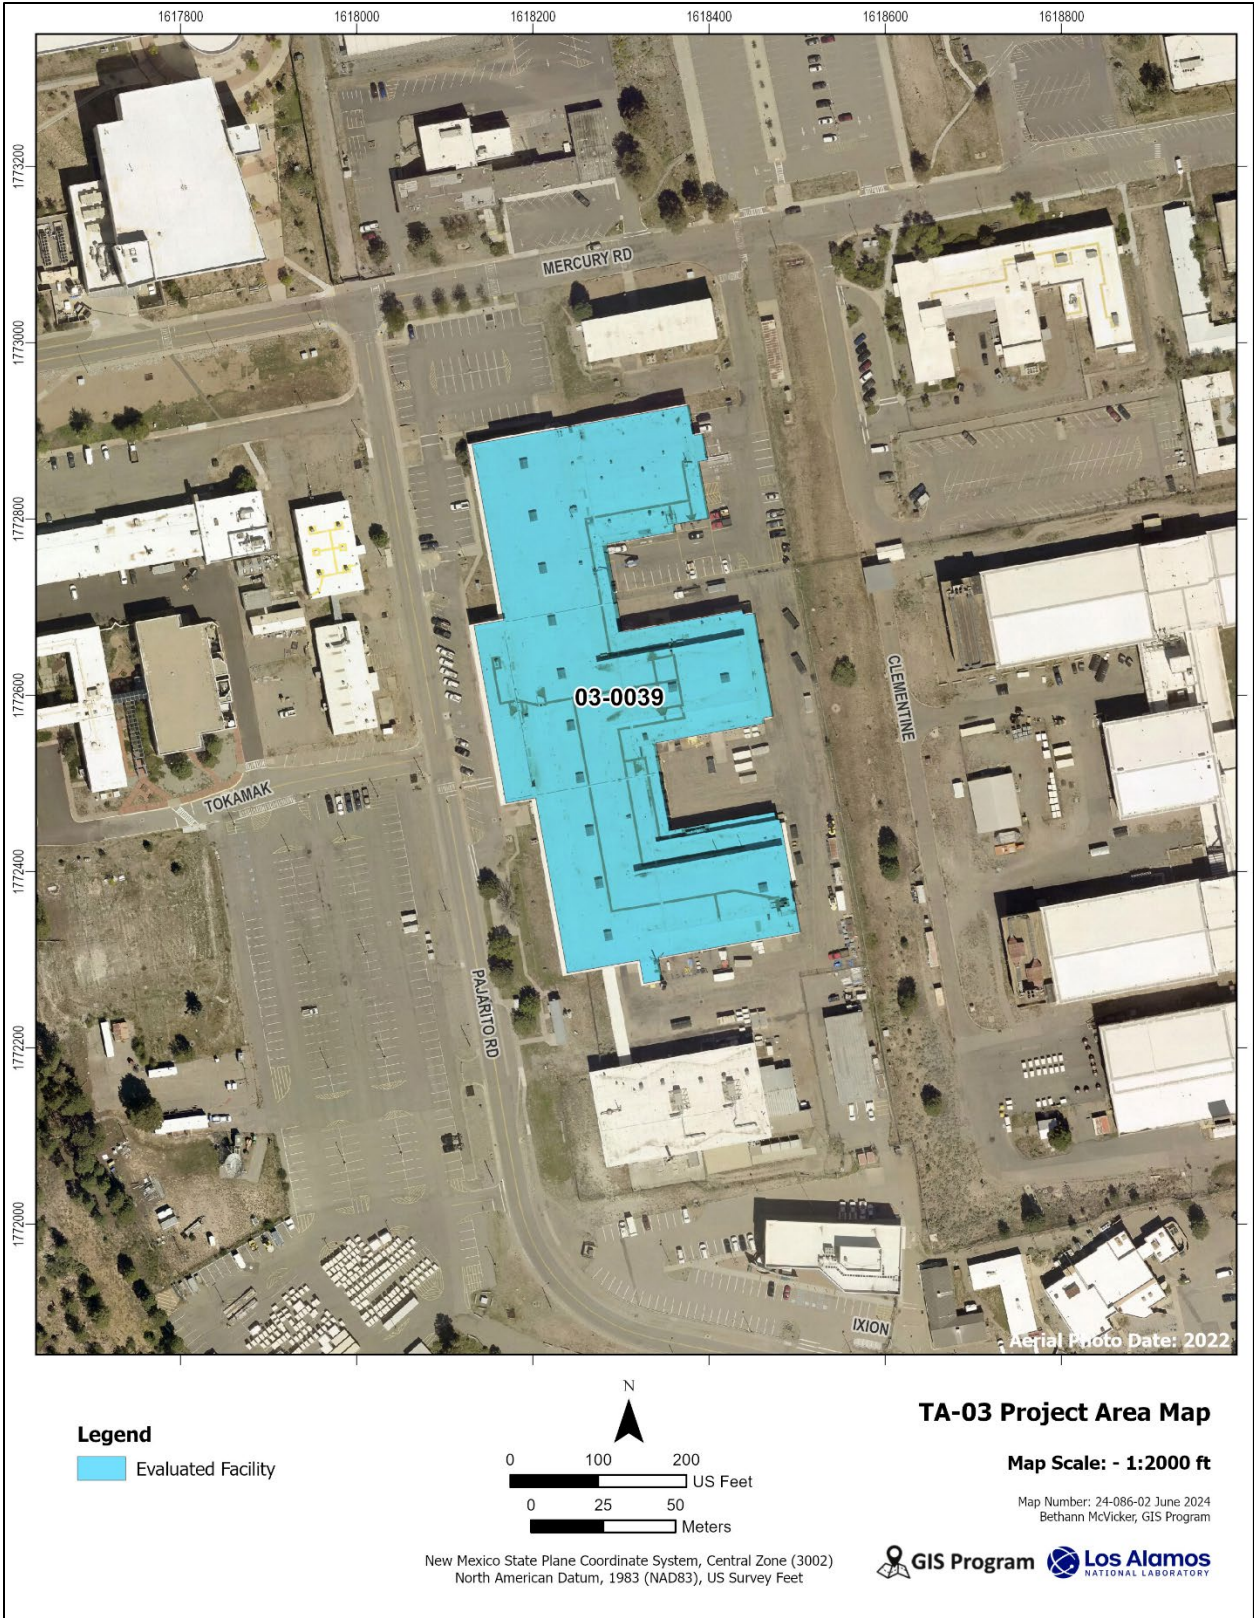 1617800 1618000 1618200 1618400 1618600 1618800
1773200
1773000
1772800
1772600
1772400
1772200
1772000
MERCURY RD
CLEMENTINE
03-0039
TOKAMAK
PAJARITO RD
IXION
Aerial Photo Date: 2022
Legend
Evaluated Facility
N
0 100 200
US Feet
0 25 50
Meters
New Mexico State Plane Coordinate System, Central Zone (3002)
North American Datum, 1983 (NAD83), US Survey Feet
TA-03 Project Area Map
Map Scale: - 1:2000 ft
Map Number: 24-086-02 June 2024
Bethann McVicker, GIS Program
GIS Program
Los Alamos
NATIONAL LABORATORY